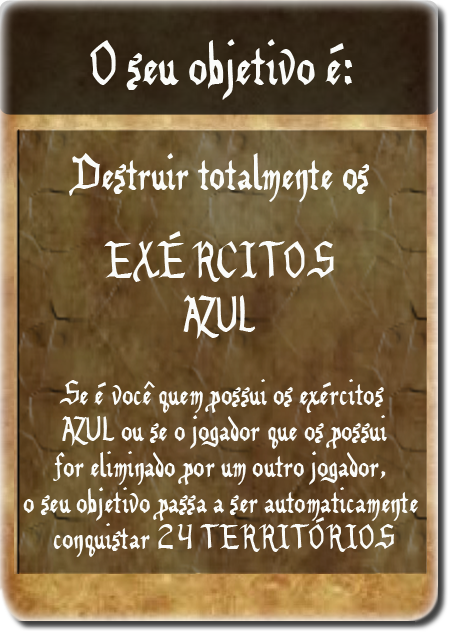 O seu objetivo é:
Destruir totalmente os
EXÉRCITOS
AZUL
Se é você quem possui os exércitos
AZUL ou se o jogador que os possui
for eliminado por um outro jogador,
o seu objetivo passa a ser automaticamente
conquistar 24 TERRITÓRIOS